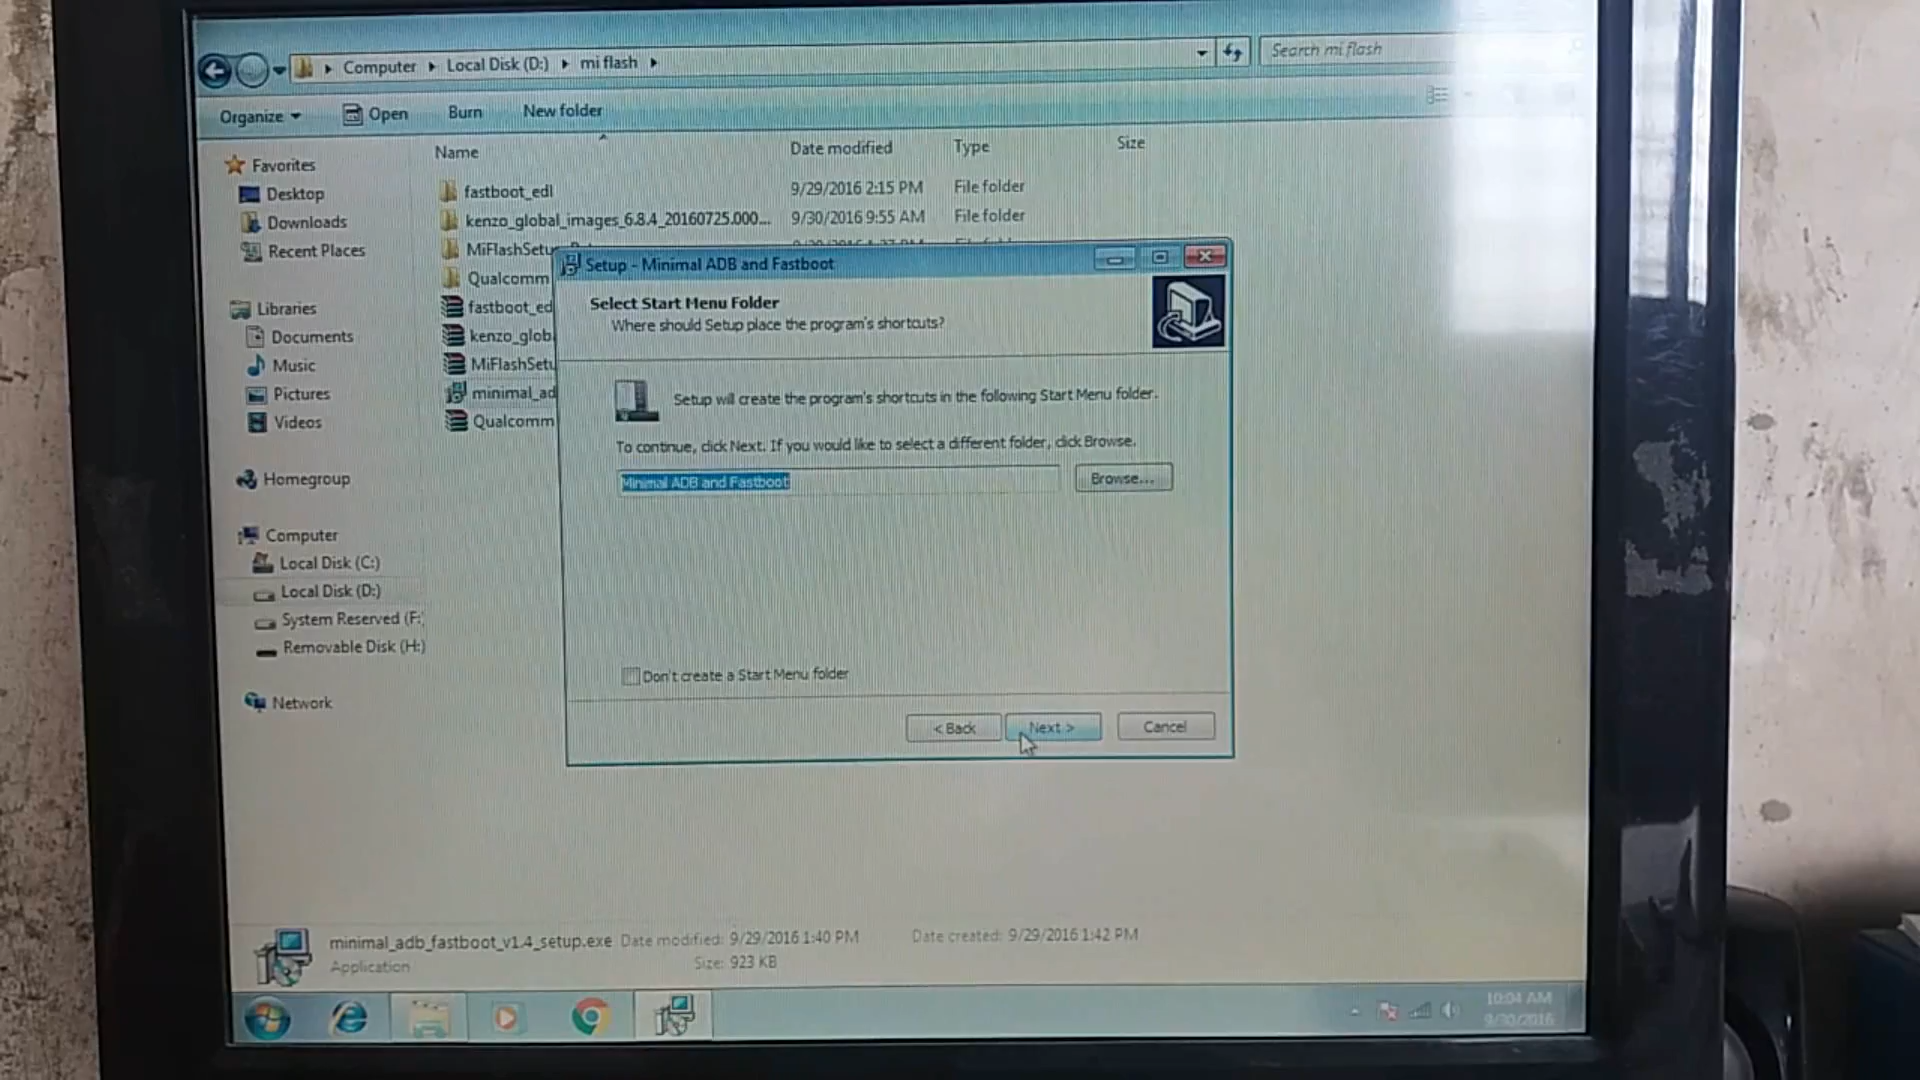 Computer ▸ Local Disk (D:) ▸ mi flash ▸
Search mi flash
Organize Open Burn New folder
Name Date modified Type Size
Favorites
Desktop
Downloads
Recent Places
Libraries
Documents
Music
Pictures
Videos
Homegroup
Computer
Local Disk (C:)
Local Disk (D:)
System Reserved (F:
Removable Disk (H:)
Network
fastboot_edl 9/29/2016 2:15 PM File folder
kenzo_global_images_6.8.4_20160725.000... 9/30/2016 9:55 AM File folder
MiFlashSetu
Qualcomm
fastboot_ed
kenzo_glob
MiFlashSetu
minimal_ad
Qualcomm
Setup - Minimal ADB and Fastboot
Select Start Menu Folder
Where should Setup place the program's shortcuts?
Setup will create the program's shortcuts in the following Start Menu folder.
To continue, click Next. If you would like to select a different folder, click Browse.
Minimal ADB and Fastboot
Browse...
Don't create a Start Menu folder
< Back Next > Cancel
minimal_adb_fastboot_v1.4_setup.exe Date modified: 9/29/2016 1:40 PM Date created: 9/29/2016 1:42 PM
Application Size: 923 KB
10:04 AM
9/30/2016